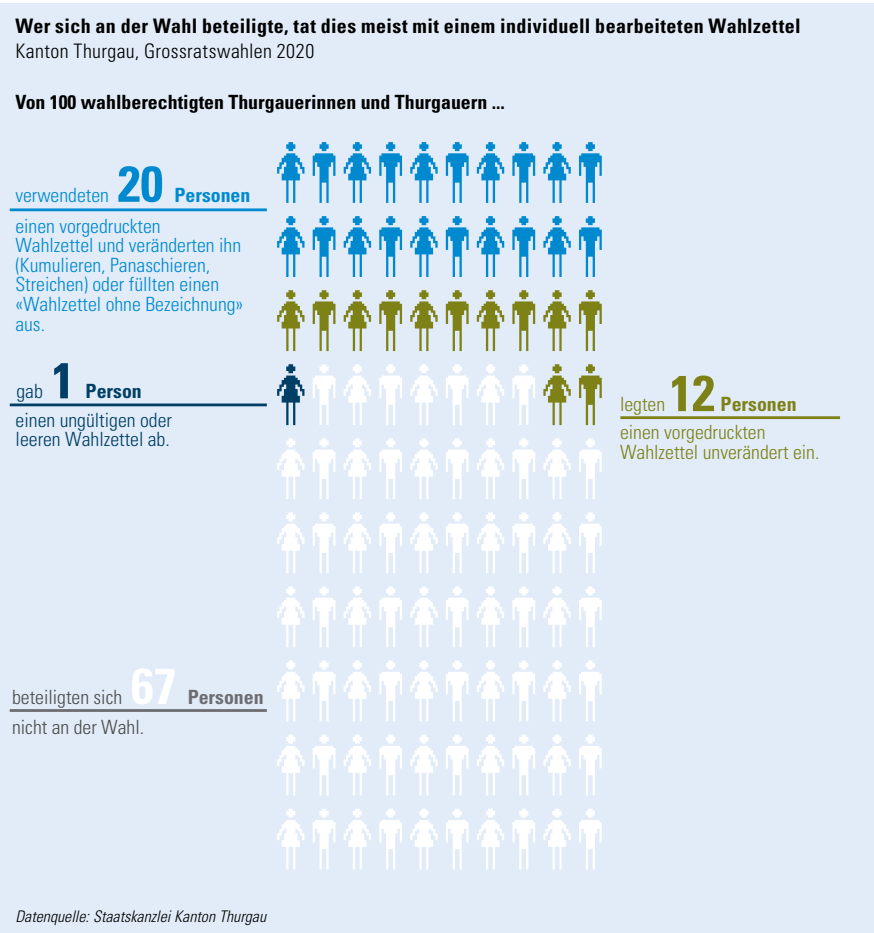 Wer sich an der Wahl beteiligte, tat dies meist mit einem individuell bearbeiteten Wahlzettel
Kanton Thurgau, Grossratswahlen 2020
Von 100 wahlberechtigten Thurgauerinnen und Thurgauern ...
verwendeten 20 Personen
einen vorgedruckten
Wahlzettel und veränderten ihn
(Kumulieren, Panaschieren,
Streichen) oder füllten einen
«Wahlzettel ohne Bezeichnung»
aus.
gab 1 Person
einen ungültigen oder
leeren Wahlzettel ab.
legten 12 Personen
einen vorgedruckten
Wahlzettel unverändert ein.
beteiligten sich 67 Personen
nicht an der Wahl.
Datenquelle: Staatskanzlei Kanton Thurgau